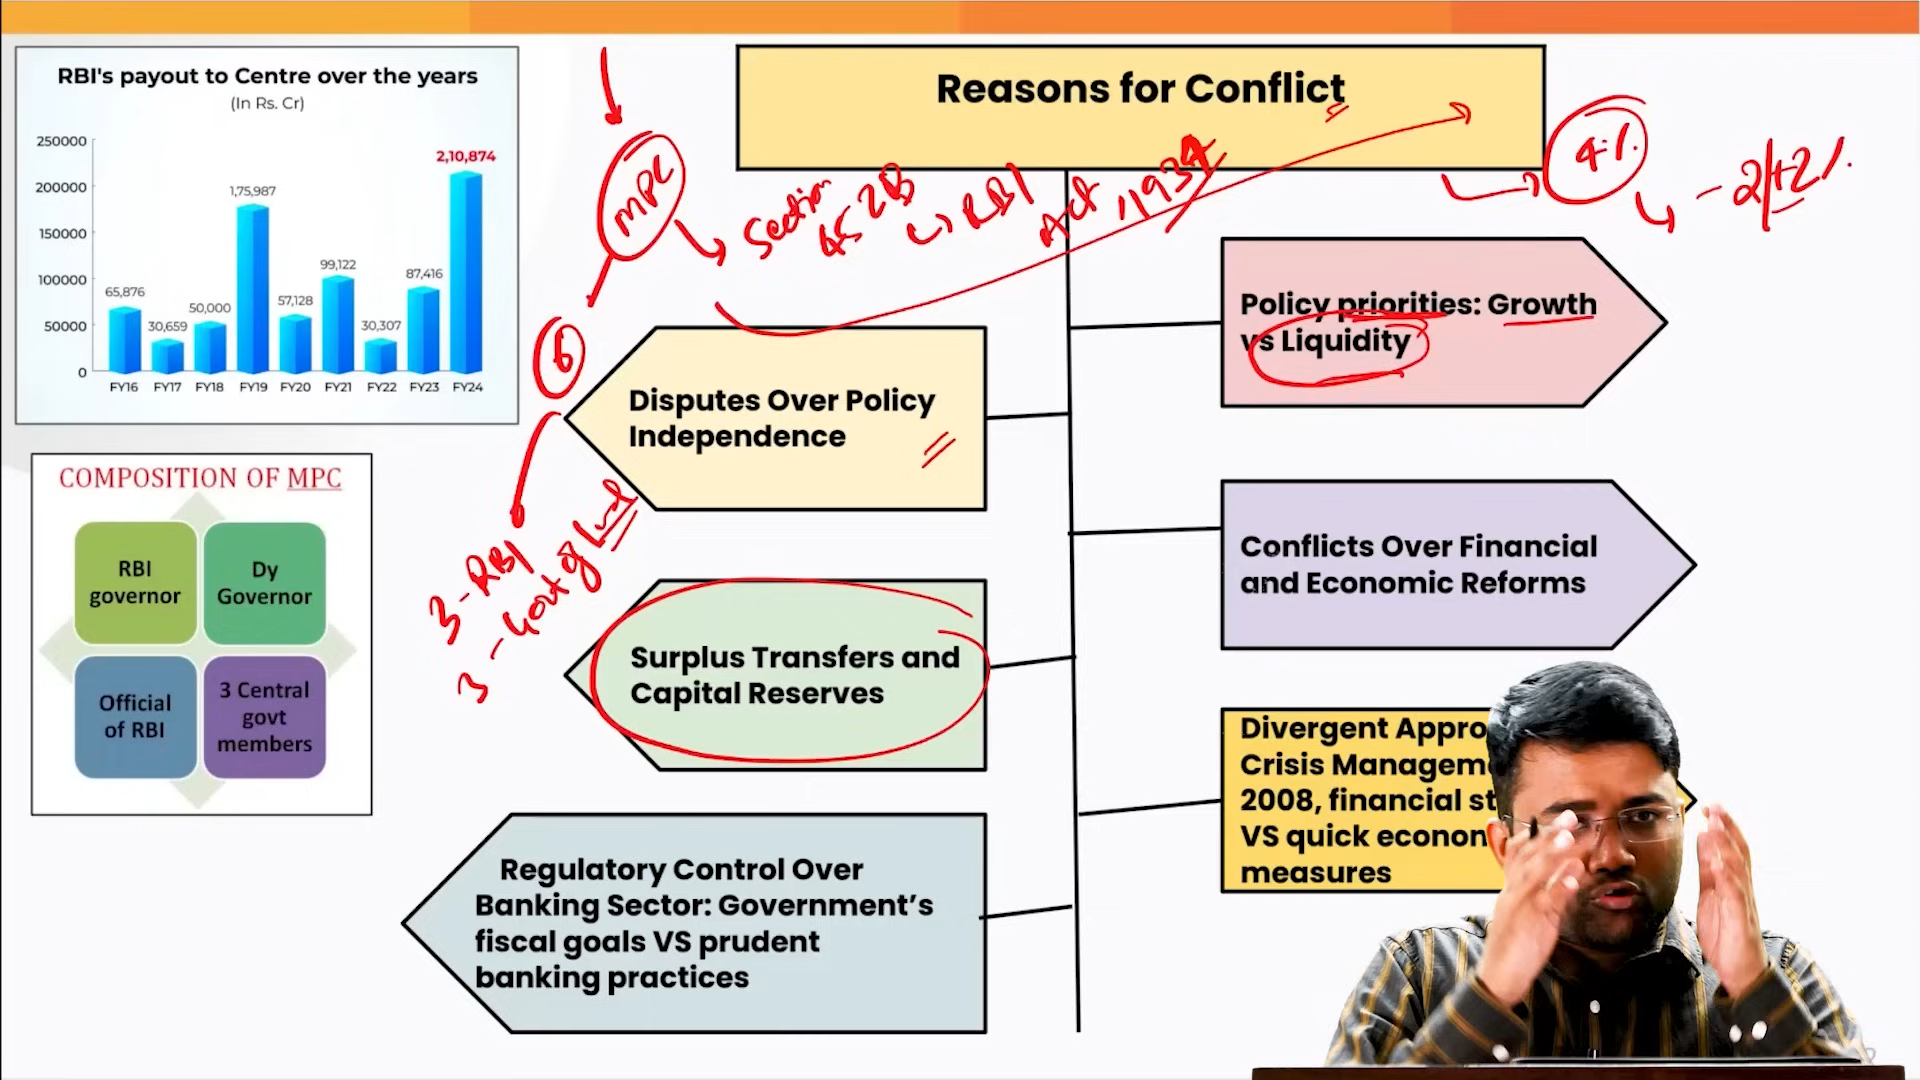 RBI's payout to Centre over the years
(In Rs. Cr)
250000
200000
150000
100000
50000
0
65,876
30,659
50,000
1,75,987
57,128
99,122
30,307
87,416
2,10,874
FY16
FY17
FY18
FY19
FY20
FY21
FY22
FY23
FY24
COMPOSITION OF MPC
RBI
governor
Dy
Governor
Official
of RBI
3 Central
govt
members
Reasons for Conflict
MPC
Section
45 ZB
RBI
Act, 1934
4%
-2/+2%
6
3-RBI
3-Govt of Ind
Policy priorities: Growth
vs Liquidity
Disputes Over Policy
Independence
Conflicts Over Financial
and Economic Reforms
Surplus Transfers and
Capital Reserves
Divergent Appro
Crisis Managem
2008, financial st
VS quick econon
measures
Regulatory Control Over
Banking Sector: Government's
fiscal goals VS prudent
banking practices